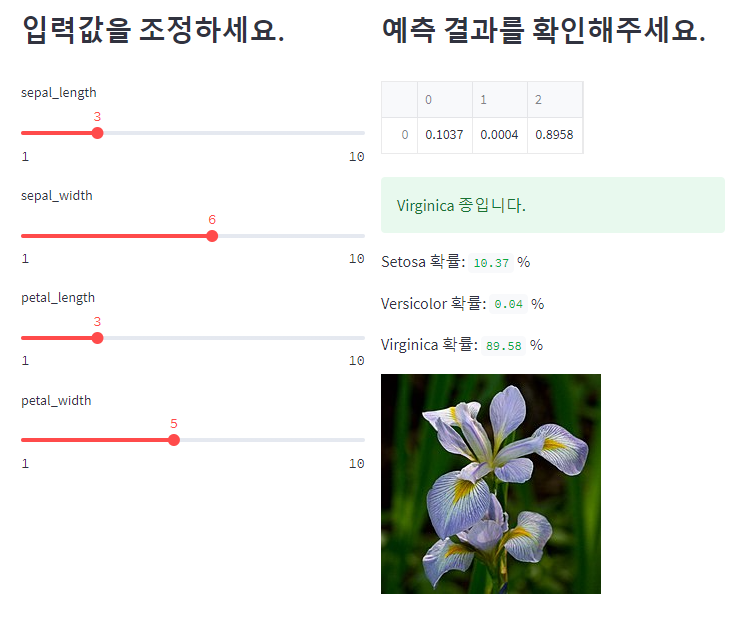 입력값을 조정하세요.
sepal_length
3
1 10
sepal_width
6
1 10
petal_length
3
1 10
petal_width
5
1 10
예측 결과를 확인해주세요.
0 1 2
0 0.1037 0.0004 0.8958
Virginica 종입니다.
Setosa 확률: 10.37 %
Versicolor 확률: 0.04 %
Virginica 확률: 89.58 %